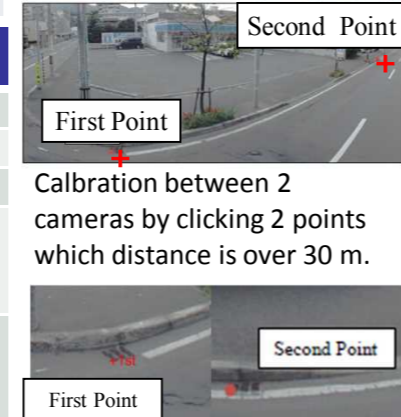 Second Point
First Point
Calbration between 2
cameras by clicking 2 points
which distance is over 30 m.
+1st
Second Point
First Point